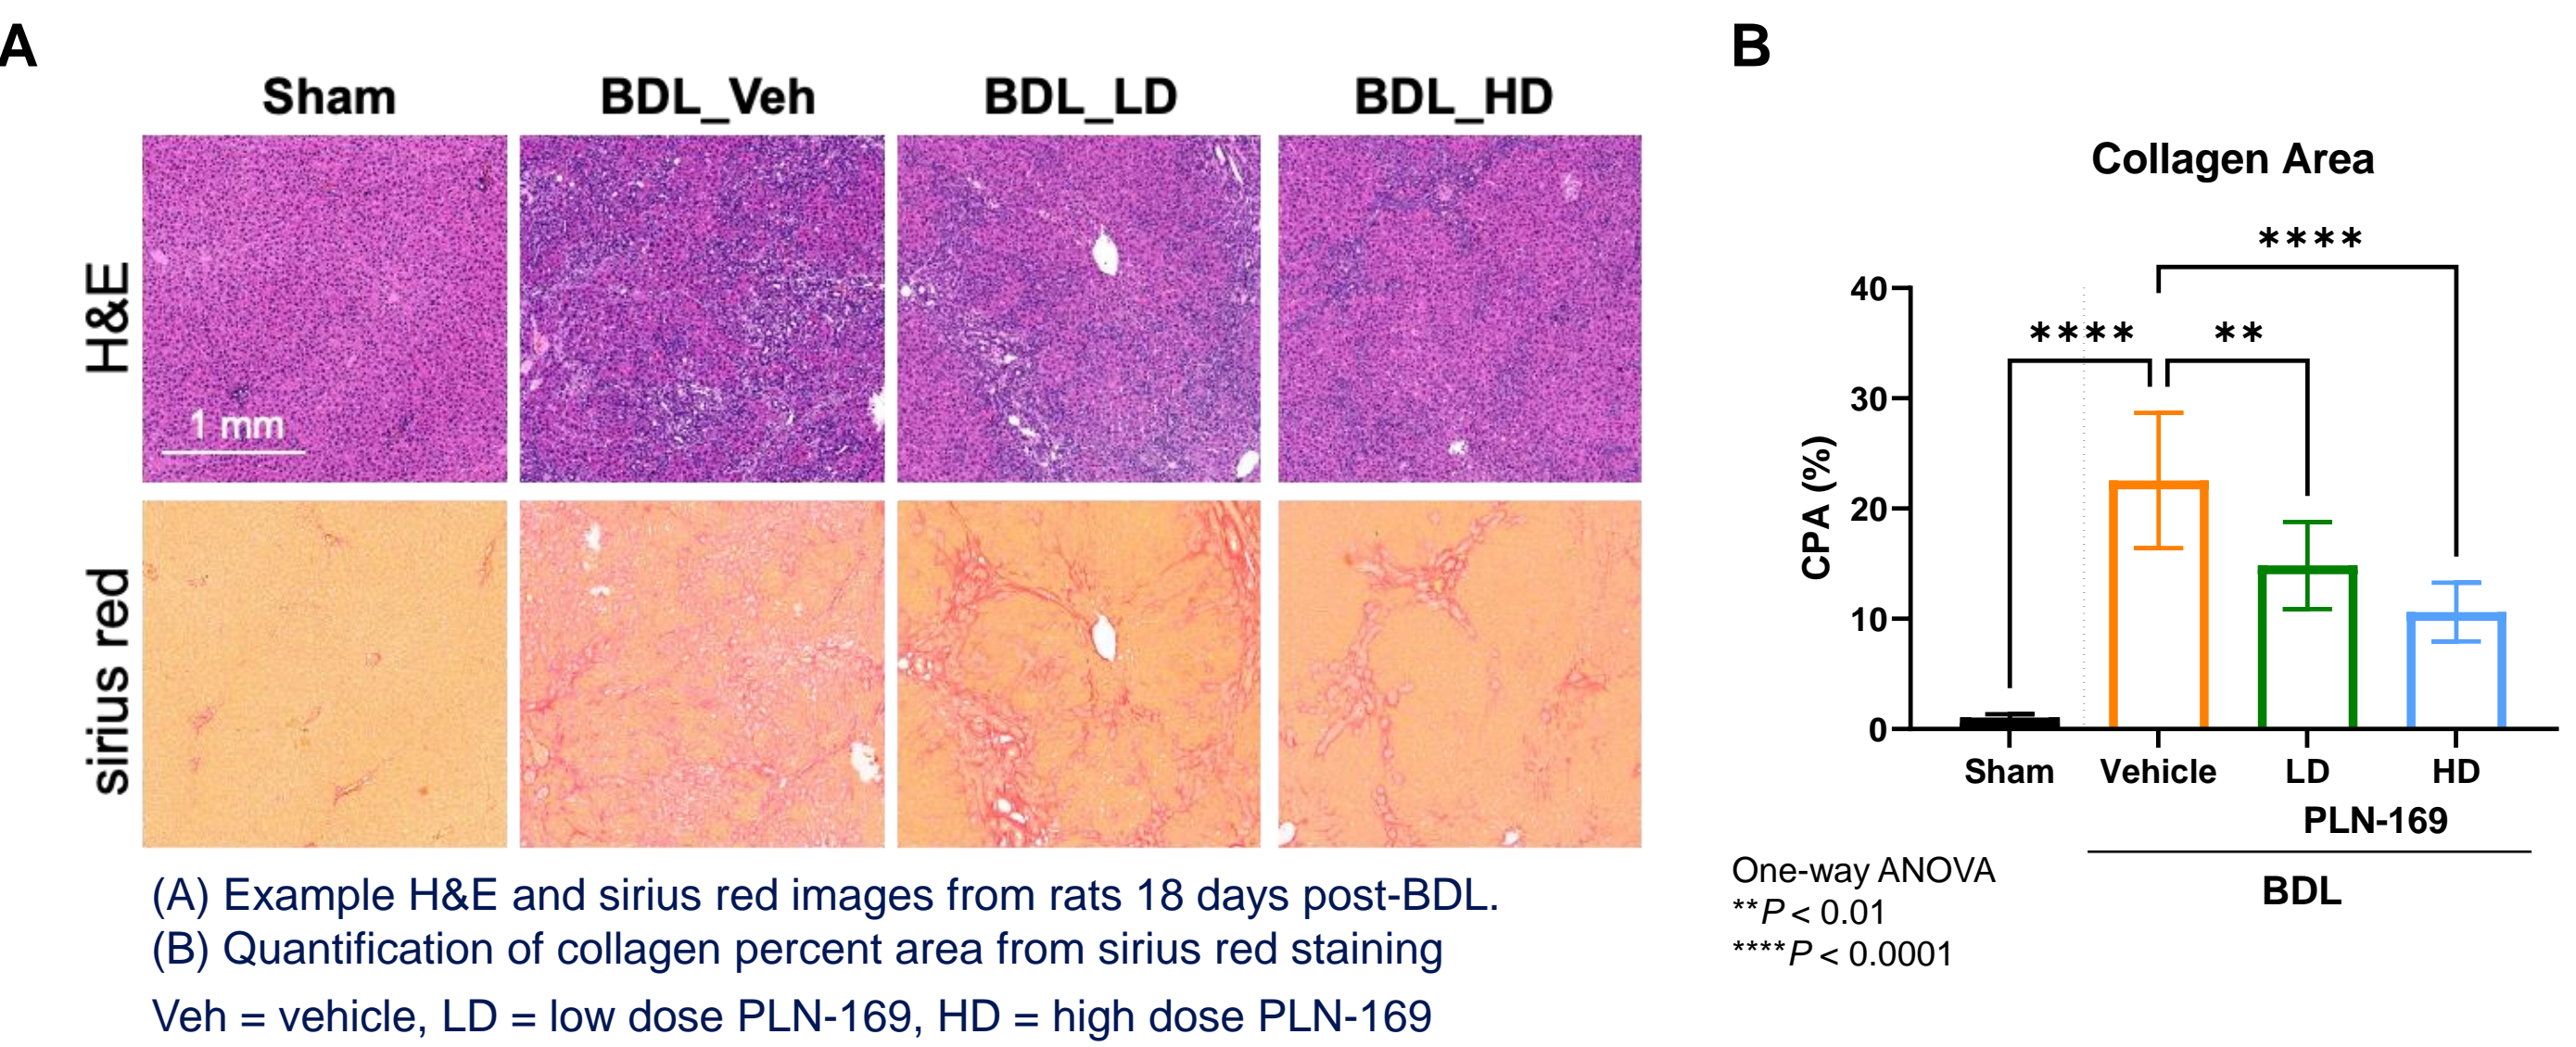 A
Sham
BDL_Veh
BDL_LD
BDL_HD
H&E
1 mm
sirius red
(A) Example H&E and sirius red images from rats 18 days post-BDL.
(B) Quantification of collagen percent area from sirius red staining
Veh = vehicle, LD = low dose PLN-169, HD = high dose PLN-169
B
Collagen Area
****
**** **
CPA (%)
40
30
20
10
0
Sham Vehicle LD HD
PLN-169
BDL
One-way ANOVA
**P < 0.01
****P < 0.0001